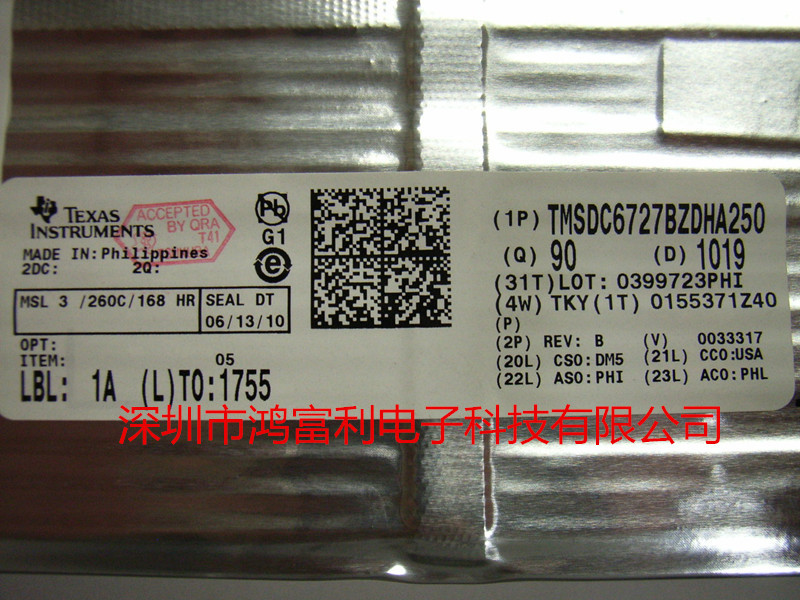 TEXAS
INSTRUMENTS
ACCEPTED
BY QRA
T41
MADE IN:Philippines
2DC: 2Q:
Pb
G1
e
MSL 3 /260C/168 HR
SEAL DT
06/13/10
OPT:
ITEM: 05
LBL: 1A (L)TO:1755
(1P) TMSDC6727BZDHA250
(Q) 90 (D) 1019
(31T)LOT: 0399723PHI
(4W) TKY(1T) 0155371Z40
(P)
(2P) REV: B (V) 0033317
(20L) CSO:DM5 (21L) CCO:USA
(22L) ASO:PHI (23L) ACO:PHL
深圳市鸿富利电子科技有限公司